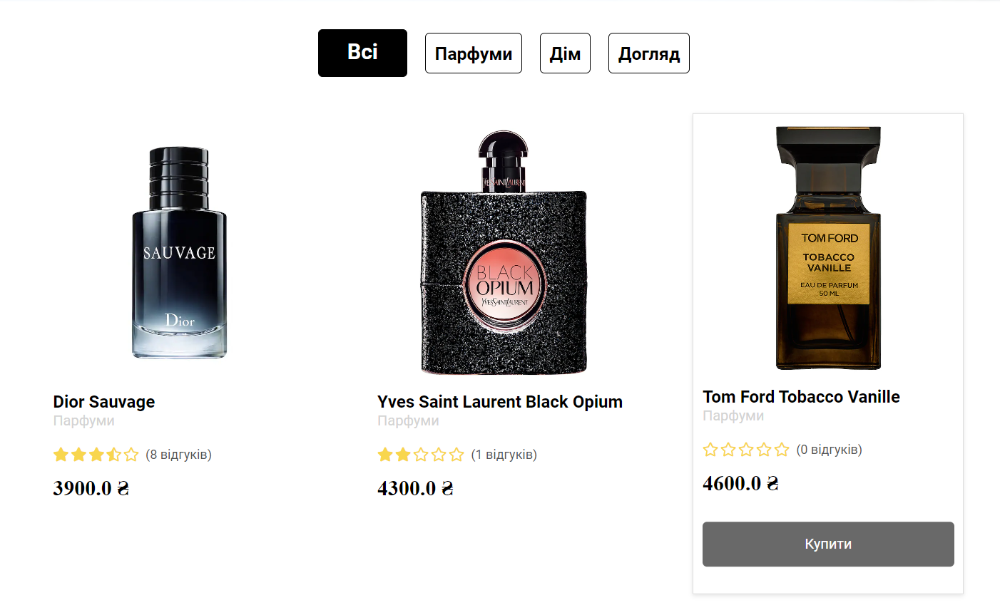 Всі
Парфуми
Дім
Догляд
SAUVAGE
Dior
YVESSAINTLAURENT
BLACK
OPIUM
YVESSAINTLAURENT
TOM FORD
TOBACCO
VANILLE
EAU DE PARFUM
50 ML
Dior Sauvage
Парфуми
(8 відгуків)
3900.0 ₴
Yves Saint Laurent Black Opium
Парфуми
(1 відгуків)
4300.0 ₴
Tom Ford Tobacco Vanille
Парфуми
(0 відгуків)
4600.0 ₴
Купити